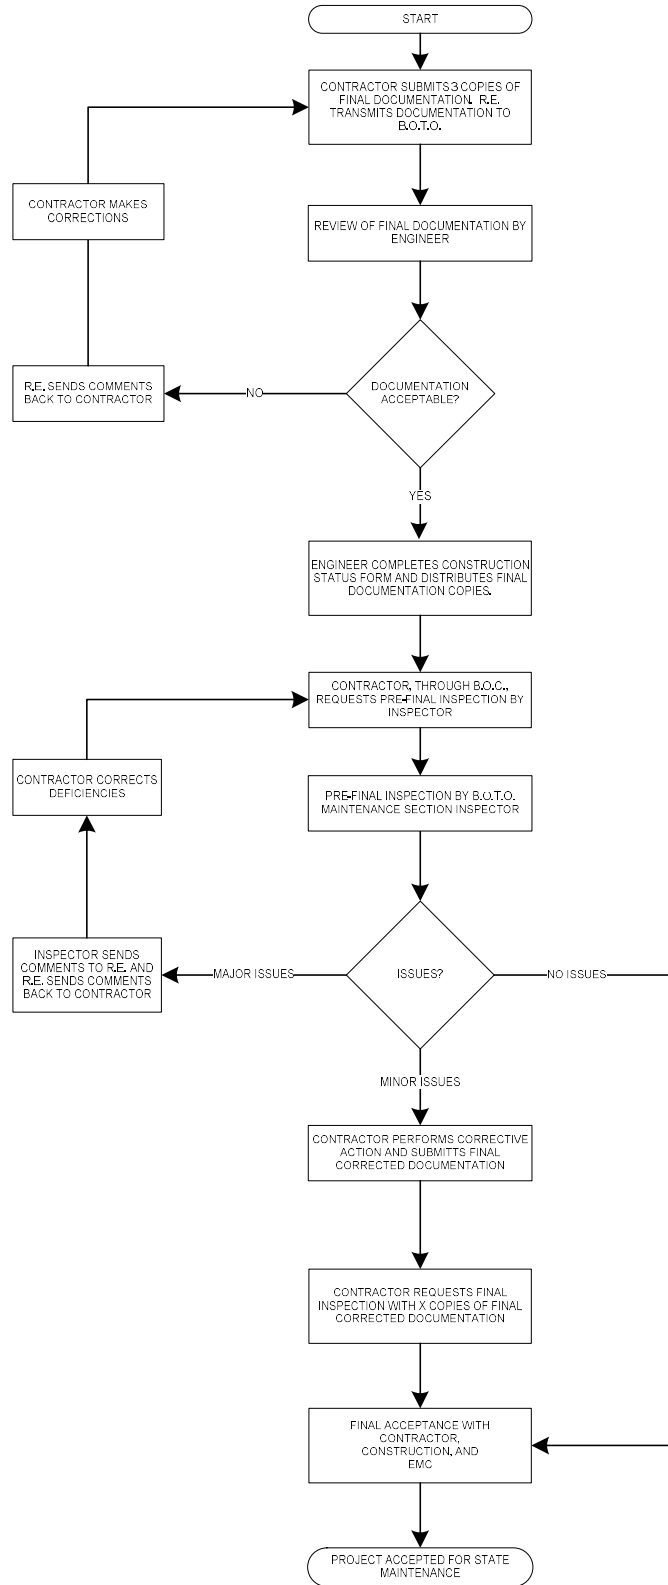 START
CONTRACTOR SUBMITS 3 COPIES OF
FINAL DOCUMENTATION. R.E.
TRANSMITS DOCUMENTATION TO
B.O.T.O.
CONTRACTOR MAKES
CORRECTIONS
REVIEW OF FINAL DOCUMENTATION BY
ENGINEER
R.E. SENDS COMMENTS
BACK TO CONTRACTOR
NO
DOCUMENTATION
ACCEPTABLE?
YES
ENGINEER COMPLETES CONSTRUCTION
STATUS FORM AND DISTRIBUTES FINAL
DOCUMENTATION COPIES.
CONTRACTOR, THROUGH B.O.C.,
REQUESTS PRE-FINAL INSPECTION BY
INSPECTOR
CONTRACTOR CORRECTS
DEFICIENCIES
PRE-FINAL INSPECTION BY B.O.T.O.
MAINTENANCE SECTION INSPECTOR
INSPECTOR SENDS
COMMENTS TO R.E. AND
R.E. SENDS COMMENTS
BACK TO CONTRACTOR
MAJOR ISSUES
ISSUES?
NO ISSUES
MINOR ISSUES
CONTRACTOR PERFORMS CORRECTIVE
ACTION AND SUBMITTS FINAL
CORRECTED DOCUMENTATION
CONTRACTOR REQUESTS FINAL
INSPECTION WITH X COPIES OF FINAL
CORRECTED DOCUMENTATION
FINAL ACCEPTANCE WITH
CONTRACTOR,
CONSTRUCTION, AND
EMC
PROJECT ACCEPTED FOR STATE
MAINTENANCE